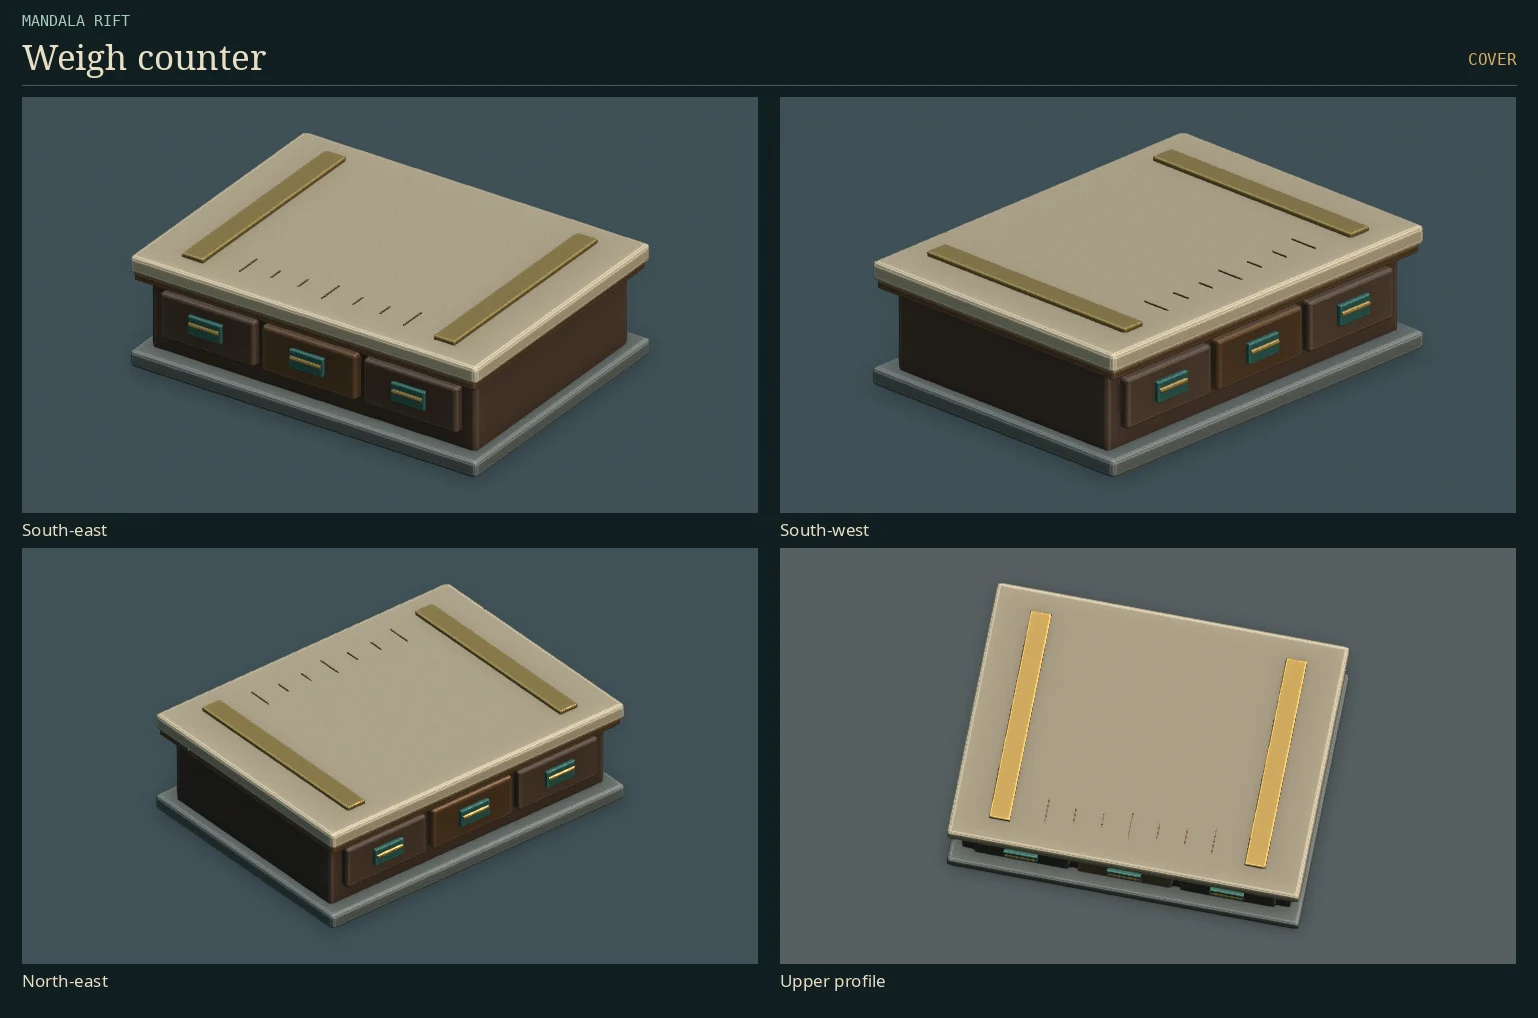 MANDALA RIFT
Weigh counter
COVER
South-east
South-west
North-east
Upper profile